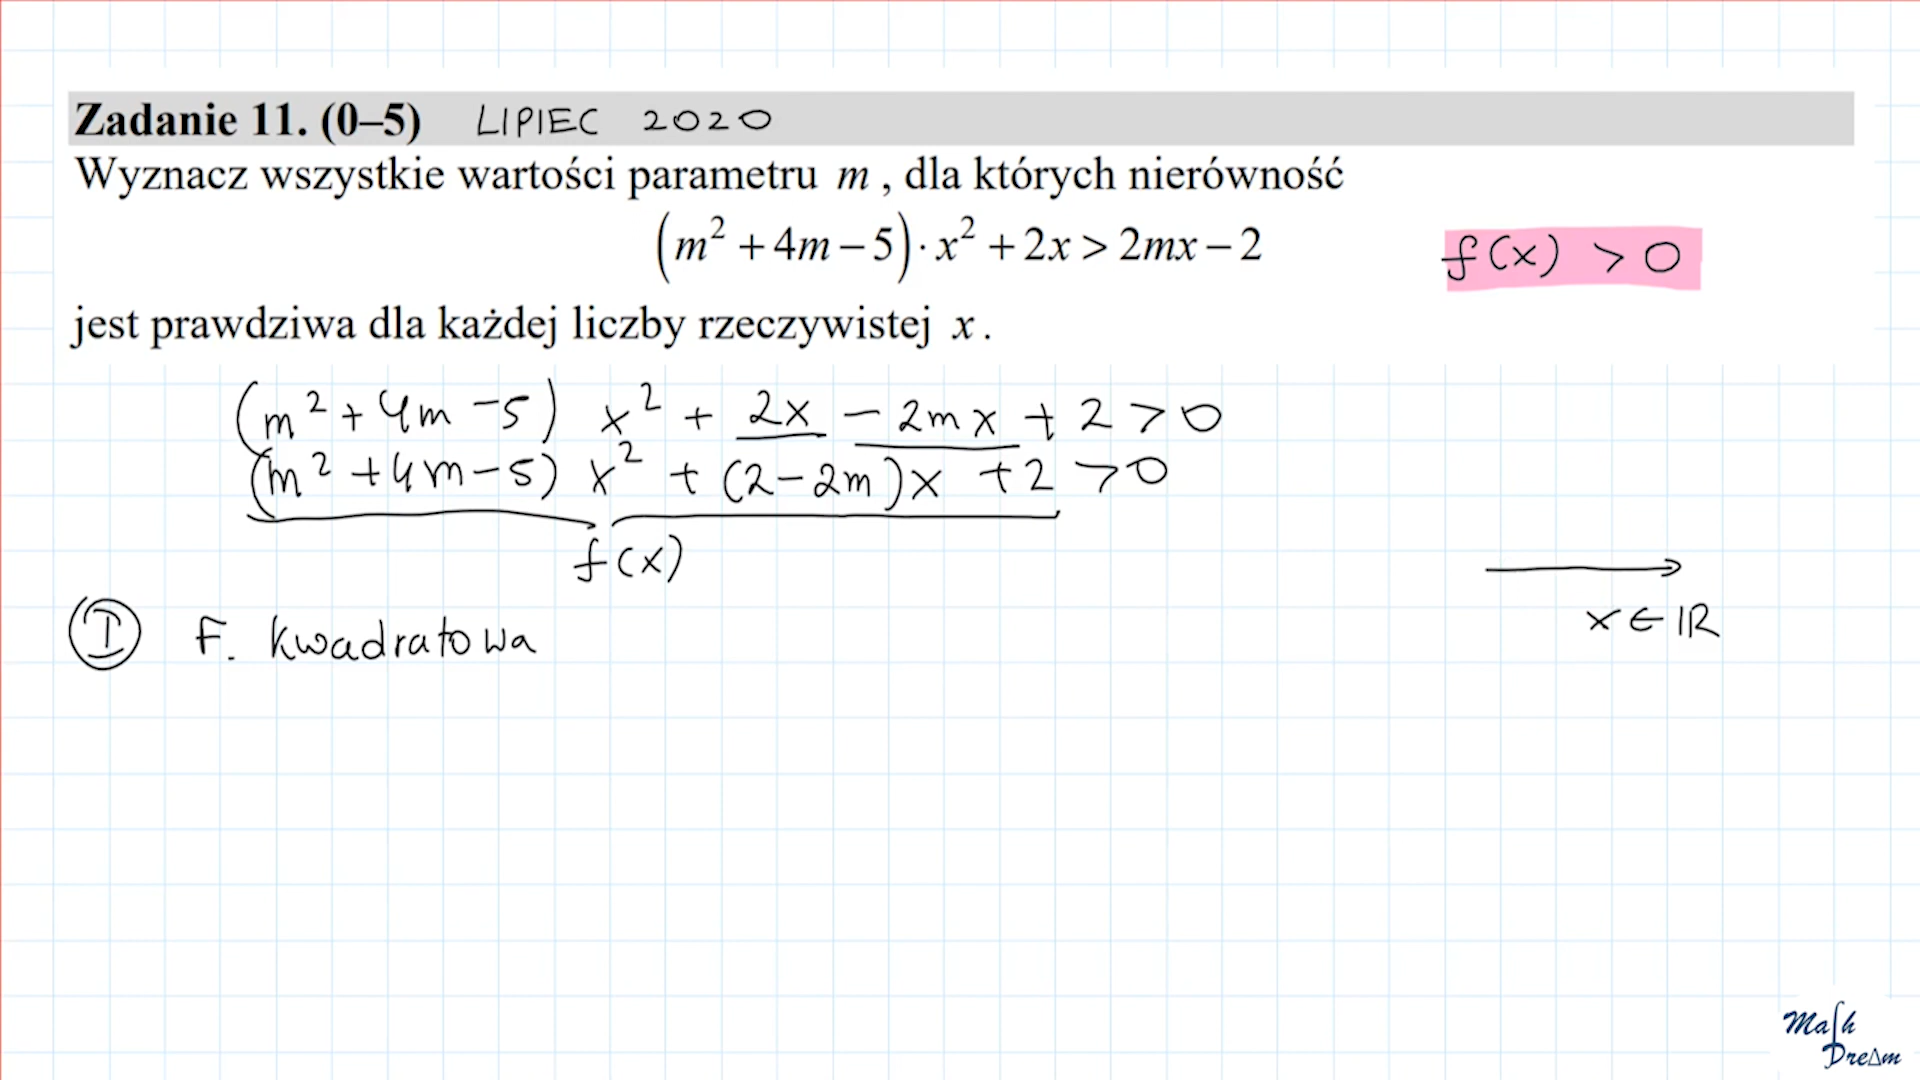 Zadanie 11. (0–5) LIPIEC 2020
Wyznacz wszystkie wartości parametru m , dla których nierówność
(m² + 4m – 5) · x² + 2x > 2mx – 2
f(x) > 0
jest prawdziwa dla każdej liczby rzeczywistej x .
(m² + 4m – 5) x² + 2x – 2mx + 2 > 0
(m² + 4m – 5) x² + (2 – 2m)x + 2 > 0
f(x)
x ∈ ℝ
I F. kwadratowa
Math
Dre∆m